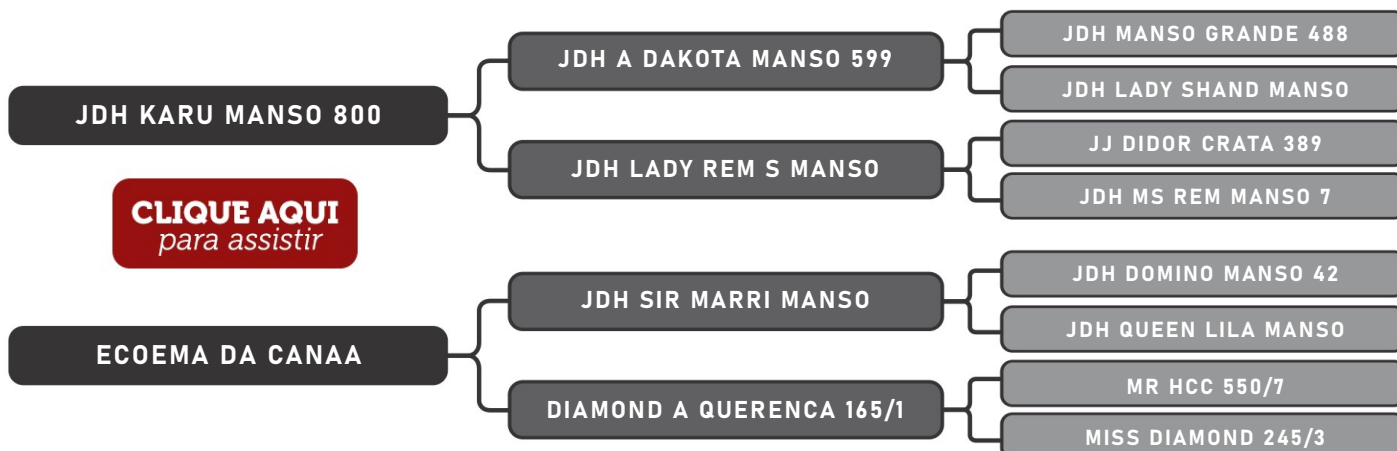 JDH KARU MANSO 800
JDH A DAKOTA MANSO 599
JDH MANSO GRANDE 488
JDH LADY SHAND MANSO
JDH LADY REM S MANSO
JJ DIDOR CRATA 389
JDH MS REM MANSO 7
CLIQUE AQUI
para assistir
ECOEMA DA CANAA
JDH SIR MARRI MANSO
JDH DOMINO MANSO 42
JDH QUEEN LILA MANSO
DIAMOND A QUERENCA 165/1
MR HCC 550/7
MISS DIAMOND 245/3